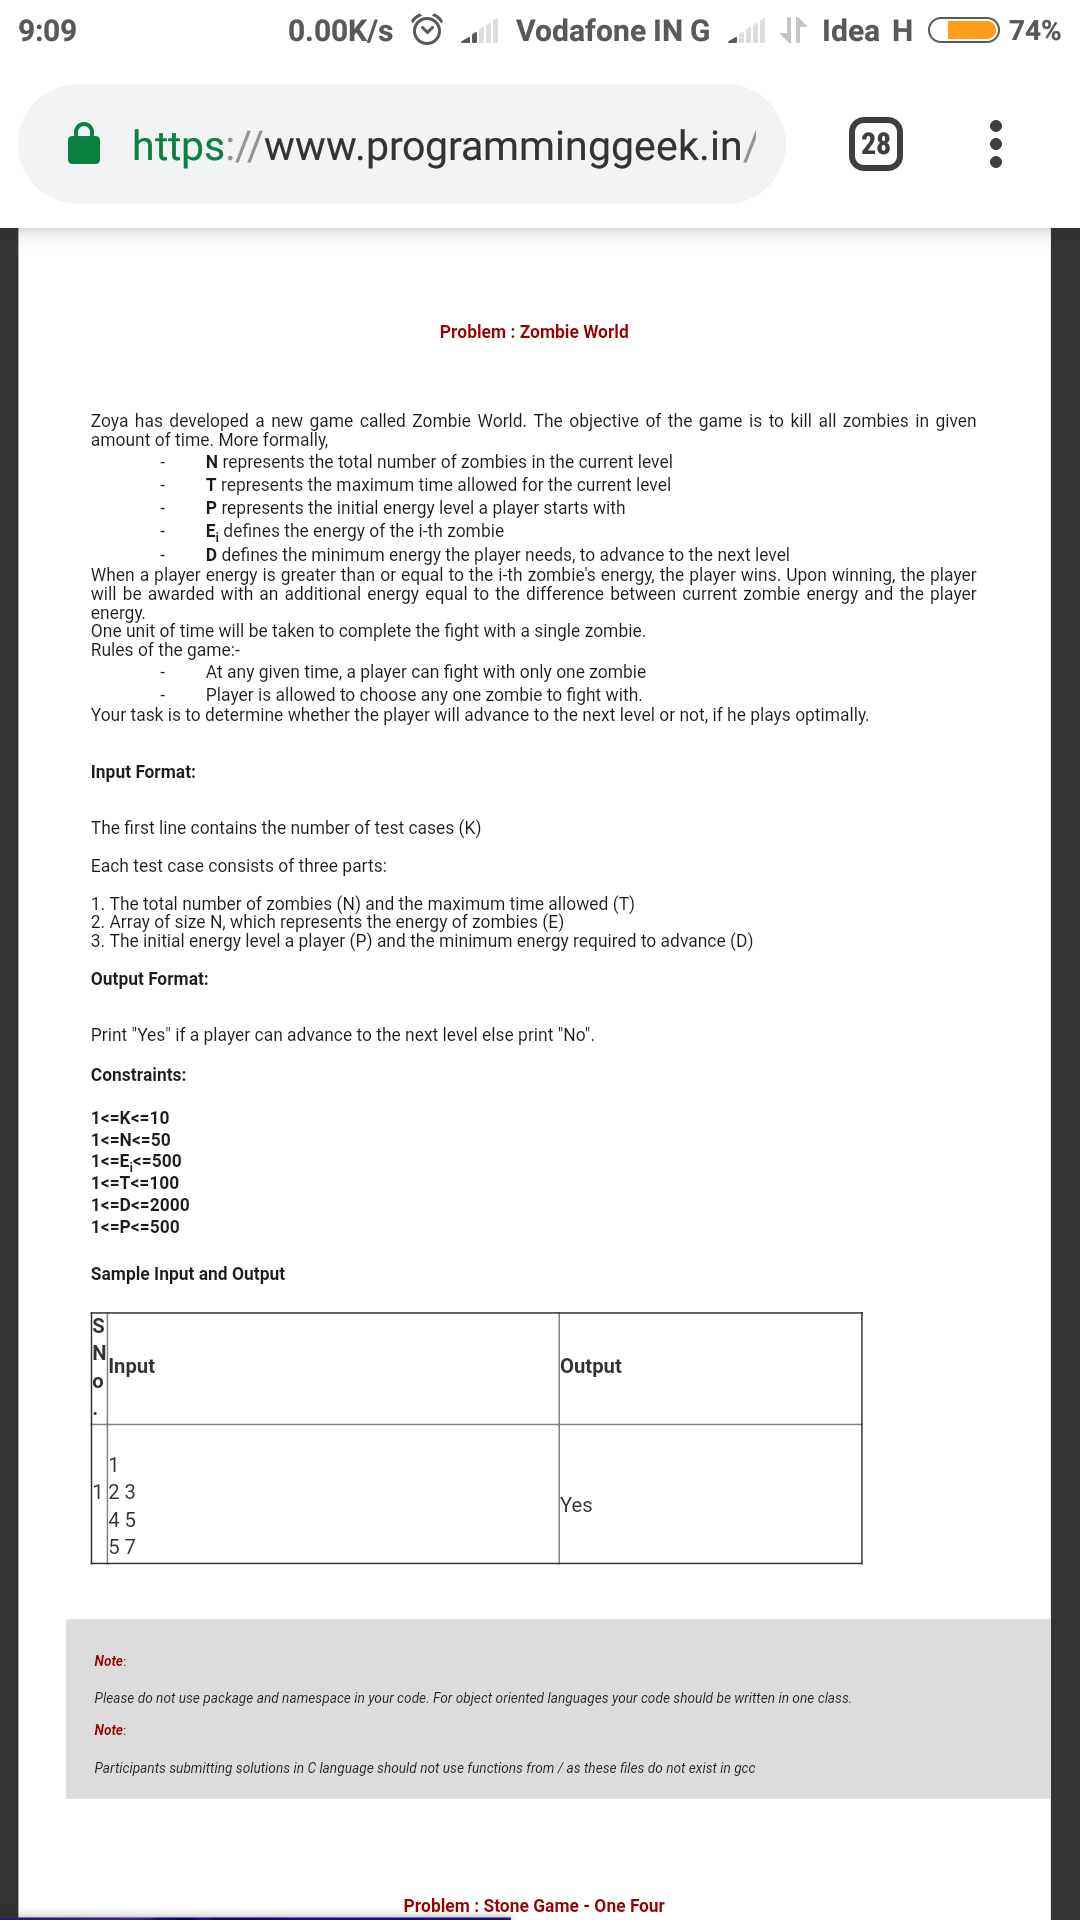 9:09 0.00K/s Vodafone IN G Idea H 74%
https://www.programminggeek.in/ 28
Problem : Zombie World
Zoya has developed a new game called Zombie World. The objective of the game is to kill all zombies in given
amount of time. More formally,
- N represents the total number of zombies in the current level
- T represents the maximum time allowed for the current level
- P represents the initial energy level a player starts with
- Ei defines the energy of the i-th zombie
- D defines the minimum energy the player needs, to advance to the next level
When a player energy is greater than or equal to the i-th zombie's energy, the player wins. Upon winning, the player
will be awarded with an additional energy equal to the difference between current zombie energy and the player
energy.
One unit of time will be taken to complete the fight with a single zombie.
Rules of the game:-
- At any given time, a player can fight with only one zombie
- Player is allowed to choose any one zombie to fight with.
Your task is to determine whether the player will advance to the next level or not, if he plays optimally.
Input Format:
The first line contains the number of test cases (K)
Each test case consists of three parts:
1. The total number of zombies (N) and the maximum time allowed (T)
2. Array of size N, which represents the energy of zombies (E)
3. The initial energy level a player (P) and the minimum energy required to advance (D)
Output Format:
Print "Yes" if a player can advance to the next level else print "No".
Constraints:
1<=K<=10
1<=N<=50
1<=Ei<=500
1<=T<=100
1<=D<=2000
1<=P<=500
Sample Input and Output
S
N
o
.
Input
Output
1
1
2 3
4 5
5 7
Yes
Note:
Please do not use package and namespace in your code. For object oriented languages your code should be written in one class.
Note:
Participants submitting solutions in C language should not use functions from / as these files do not exist in gcc
Problem : Stone Game - One Four